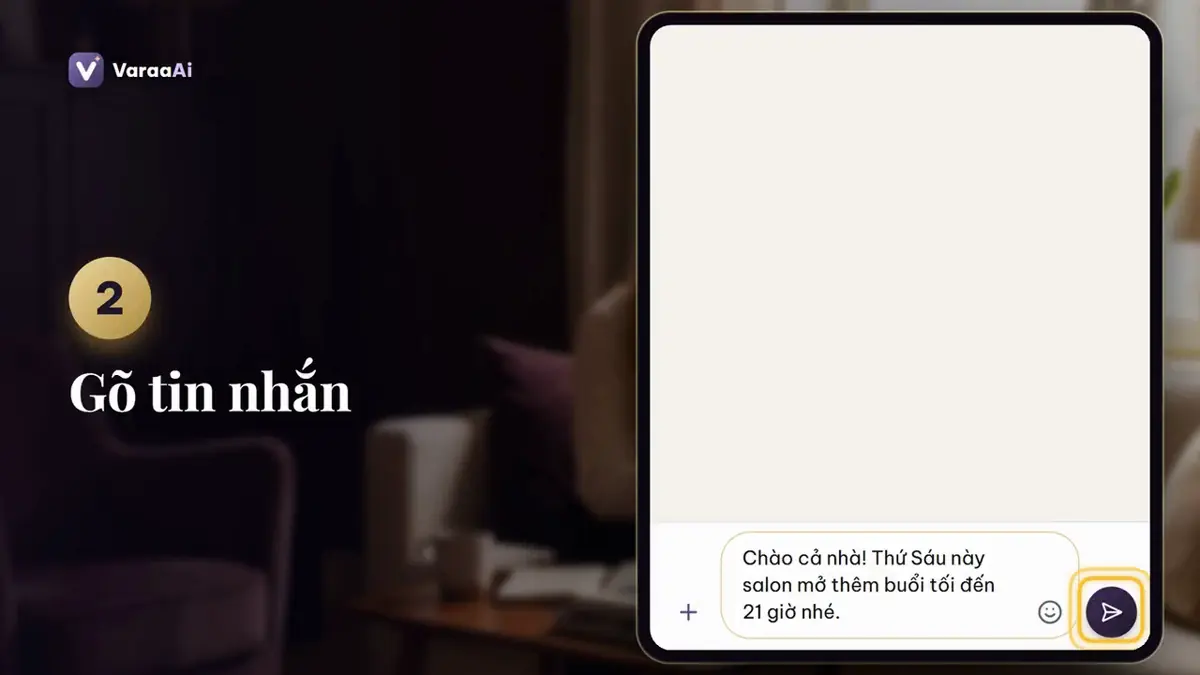 VaraaAi
2
Gõ tin nhắn
Chào cả nhà! Thứ Sáu này
salon mở thêm buổi tối đến
21 giờ nhé.